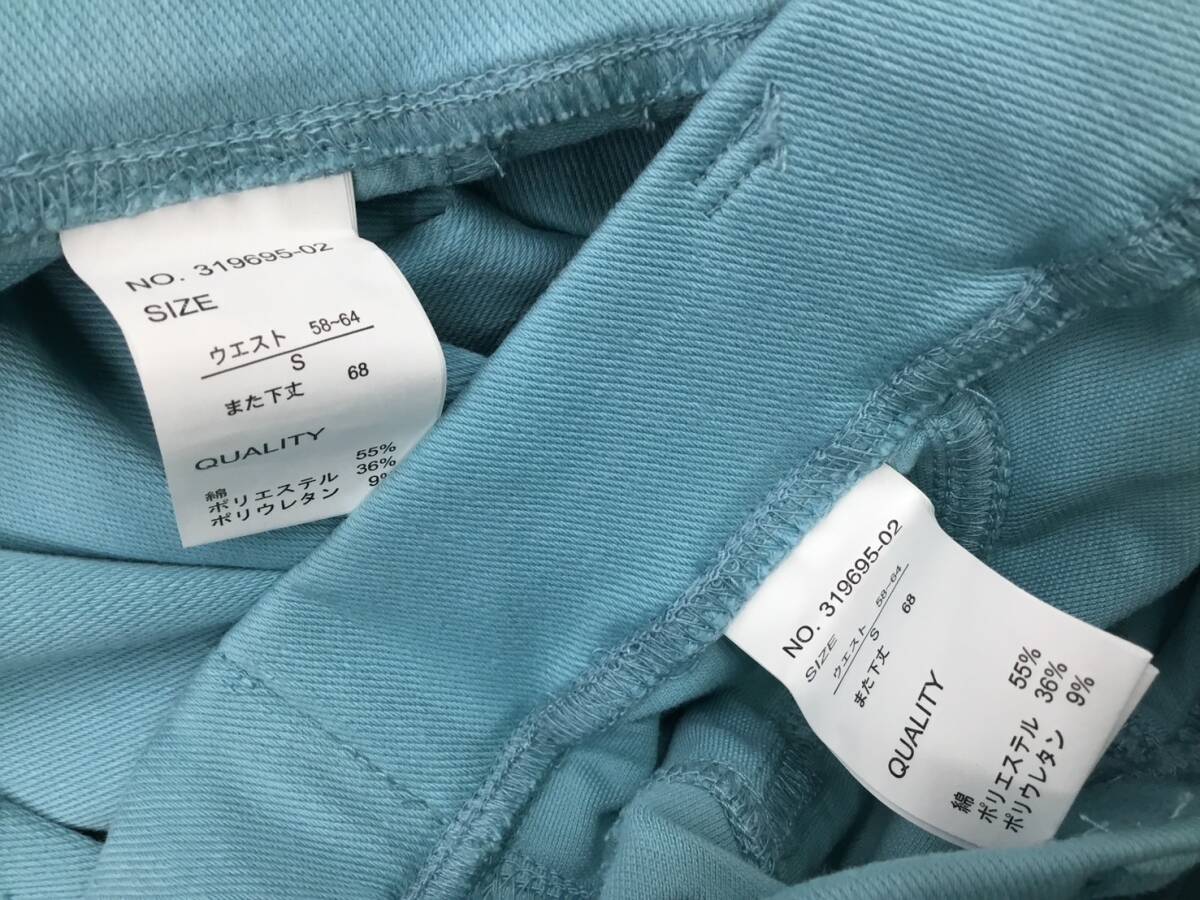 NO. 319695-02
SIZE
ウエスト 58~64
S
また下丈 68
QUALITY
綿 55%
ポリエステル 36%
ポリウレタン 9%
NO. 319695-02
SIZE
ウエスト 58~64
S
また下丈 68
QUALITY
綿 55%
ポリエステル 36%
ポリウレタン 9%